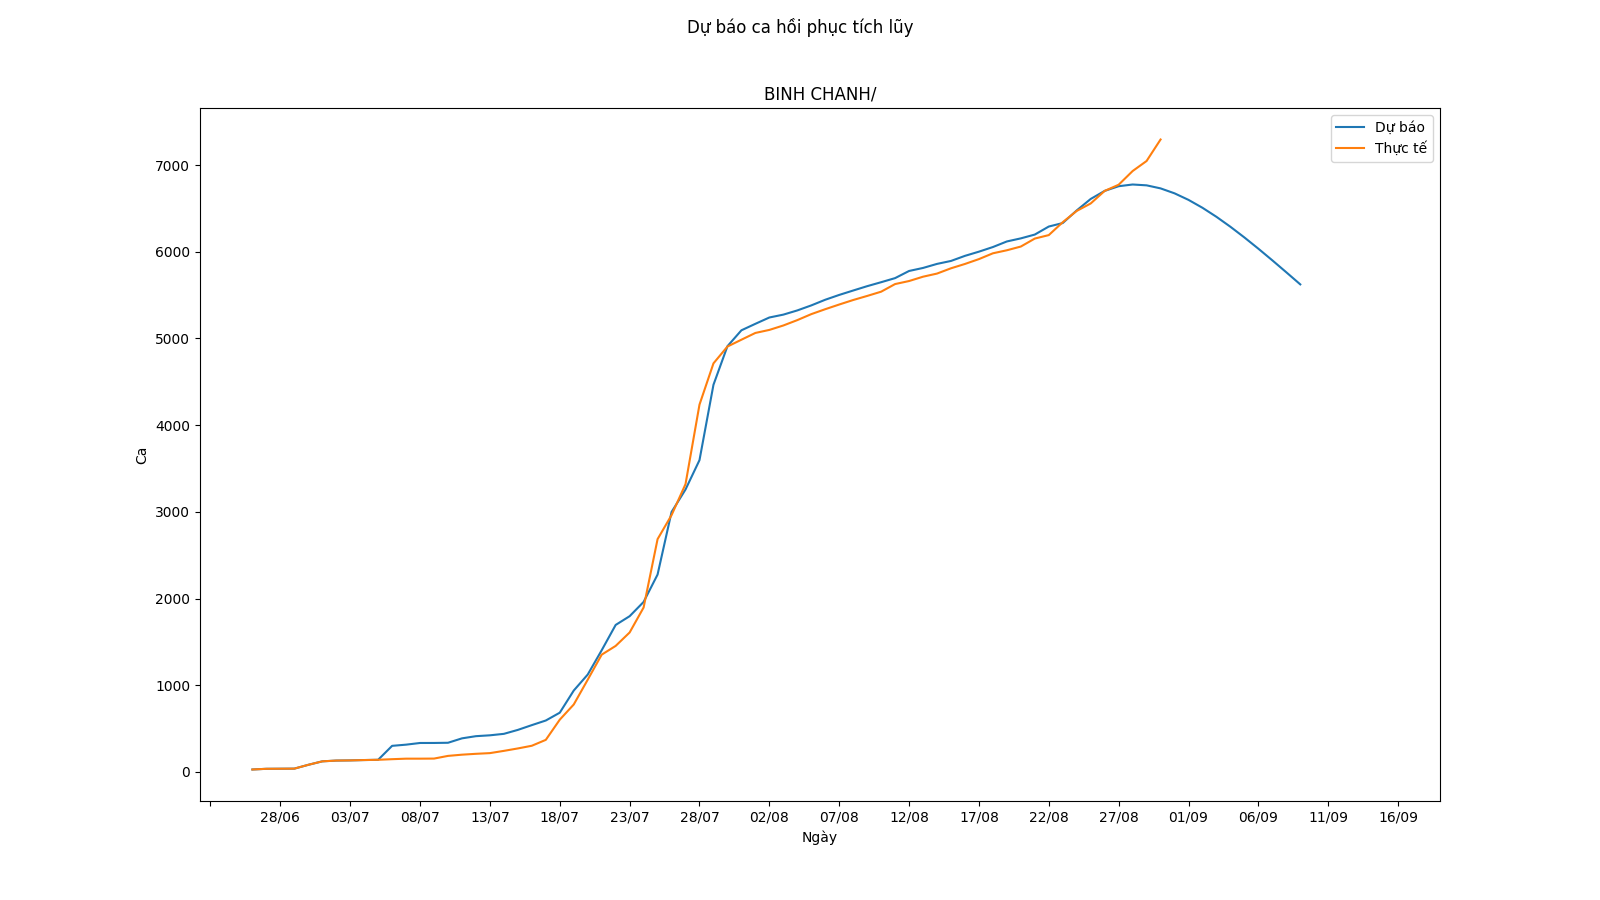 Dự báo ca hồi phục tích lũy
BINH CHANH/
Dự báo
Thực tế
7000
6000
5000
4000
3000
2000
1000
0
Ca
28/06 03/07 08/07 13/07 18/07 23/07 28/07 02/08 07/08 12/08 17/08 22/08 27/08 01/09 06/09 11/09 16/09
Ngày